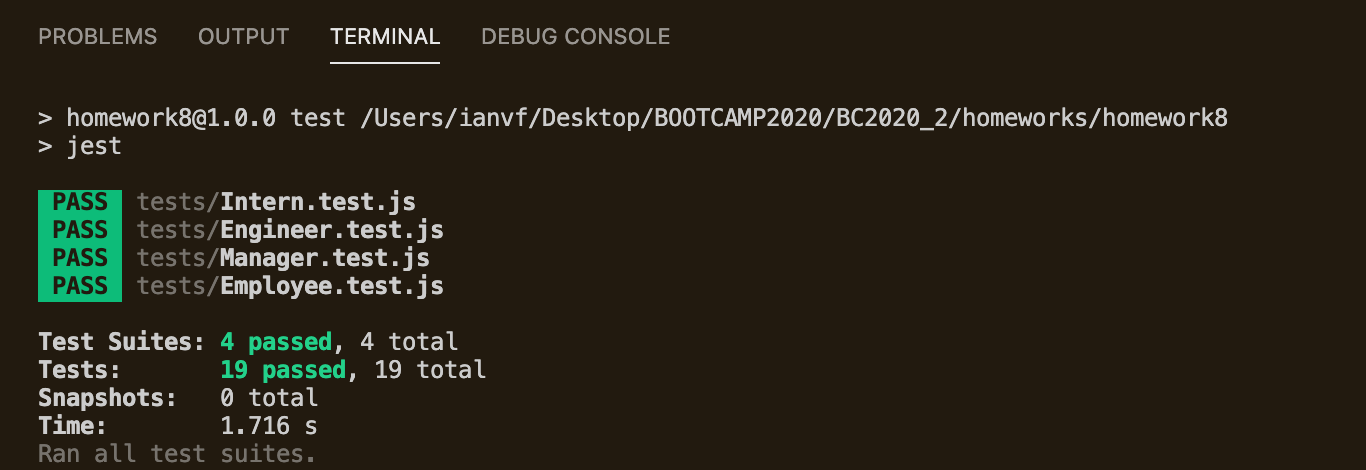 PROBLEMS OUTPUT TERMINAL DEBUG CONSOLE
> homework8@1.0.0 test /Users/ianvf/Desktop/BOOTCAMP2020/BC2020_2/homeworks/homework8
> jest
PASS tests/Intern.test.js
PASS tests/Engineer.test.js
PASS tests/Manager.test.js
PASS tests/Employee.test.js
Test Suites: 4 passed, 4 total
Tests: 19 passed, 19 total
Snapshots: 0 total
Time: 1.716 s
Ran all test suites.